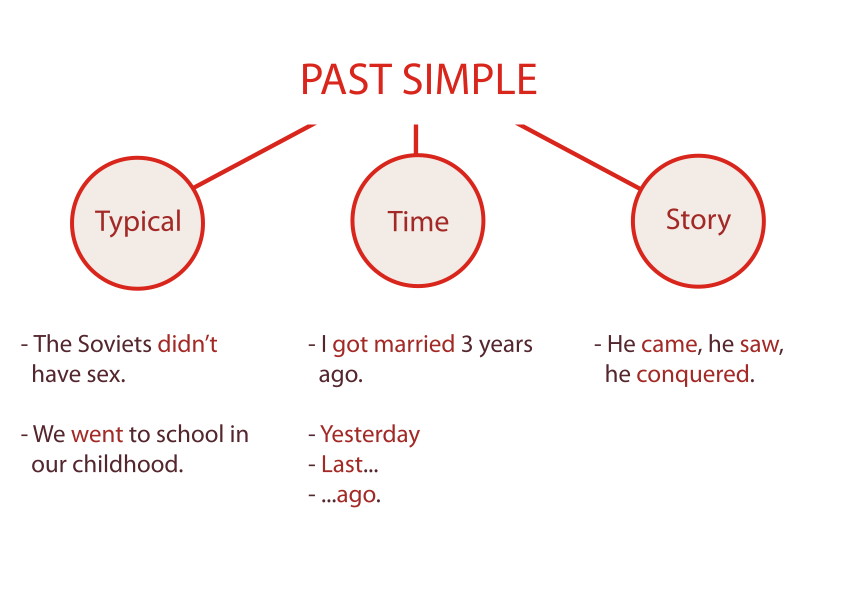 PAST SIMPLE
Typical
Time
Story
- The Soviets didn’t
have sex.
- We went to school in
our childhood.
- I got married 3 years
ago.
- Yesterday
- Last...
- ...ago.
- He came, he saw,
he conquered.